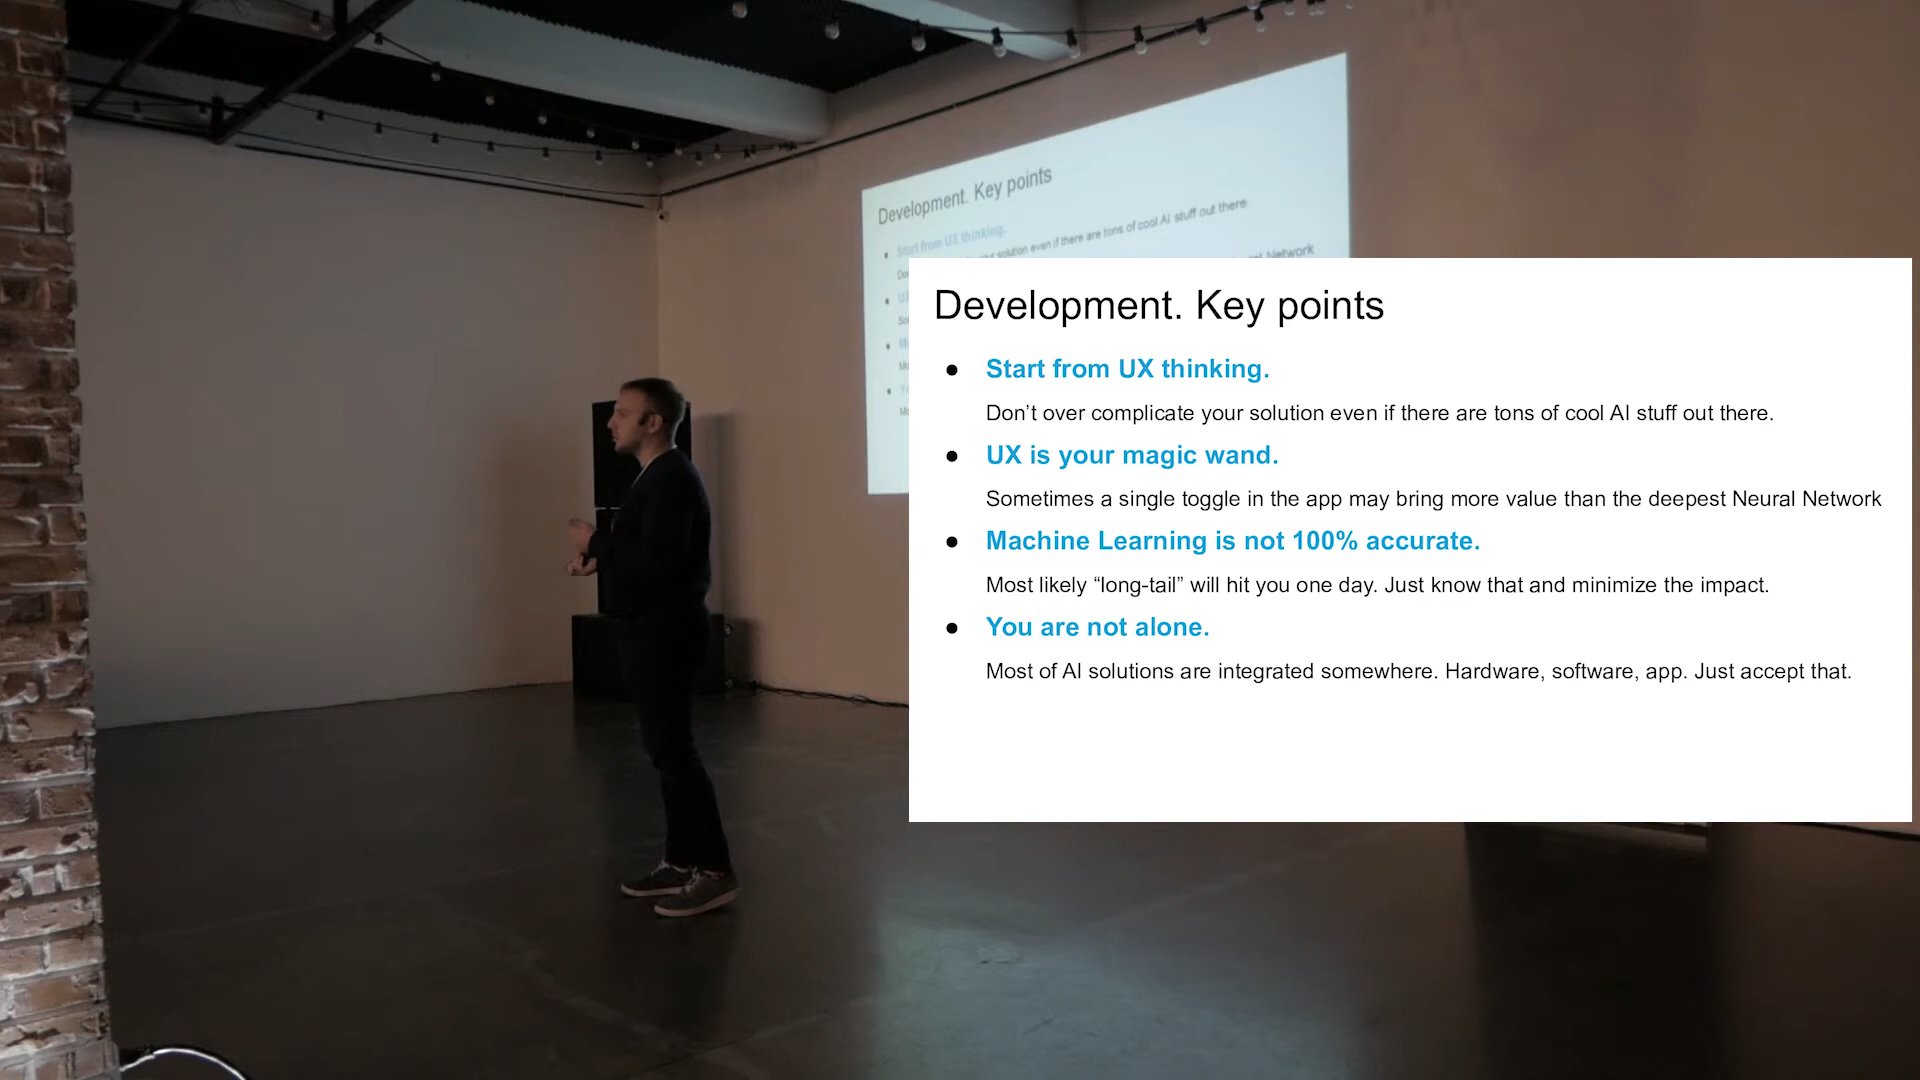 Development. Key points
Start from UX thinking.
solution even if there are tons of cool AI stuff out there.
Network
Development. Key points
● Start from UX thinking.
Don’t over complicate your solution even if there are tons of cool AI stuff out there.
● UX is your magic wand.
Sometimes a single toggle in the app may bring more value than the deepest Neural Network
● Machine Learning is not 100% accurate.
Most likely “long-tail” will hit you one day. Just know that and minimize the impact.
● You are not alone.
Most of AI solutions are integrated somewhere. Hardware, software, app. Just accept that.